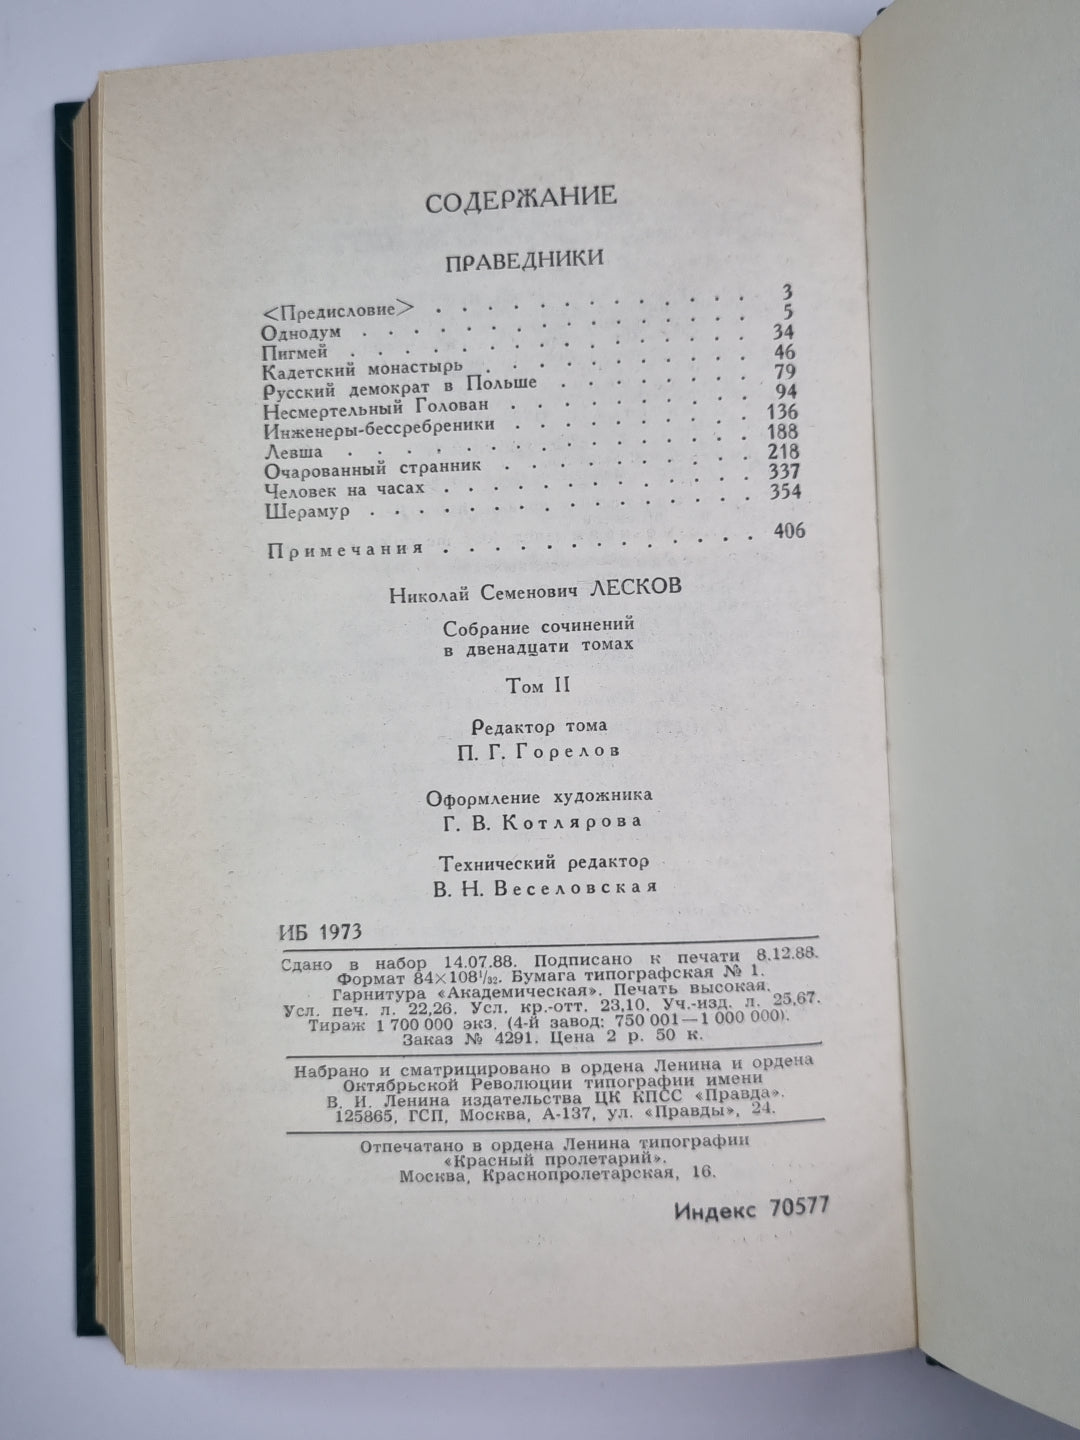 СОДЕРЖАНИЕ
ПРАВЕДНИКИ
<Предисловие> . . . . . . . . . . . . 3
Однодум . . . . . . . . . . . . . . . 5
Пигмей . . . . . . . . . . . . . . . 34
Кадетский монастырь . . . . . . . . . . 46
Русский демократ в Польше . . . . . . . 79
Несмертельный Голован . . . . . . . . . 94
Инженеры-бессребреники . . . . . . . . . 136
Левша . . . . . . . . . . . . . . . 188
Очарованный странник . . . . . . . . . . 218
Человек на часах . . . . . . . . . . . . 337
Шерамур . . . . . . . . . . . . . . . 354
Примечания . . . . . . . . . . . . 406
Николай Семенович ЛЕСКОВ
Собрание сочинений
в двенадцати томах
Том II
Редактор тома
П. Г. Горелов
Оформление художника
Г. В. Котлярова
Технический редактор
В. Н. Веселовская
ИБ 1973
Сдано в набор 14.07.88. Подписано к печати 8.12.88.
Формат 84×108¹/₃₂. Бумага типографская № 1.
Гарнитура «Академическая». Печать высокая.
Усл. печ. л. 22,26. Усл. кр.-отт. 23,10. Уч.-изд. л. 25,67.
Тираж 1 700 000 экз. (4-й завод: 750 001—1 000 000).
Заказ № 4291. Цена 2 р. 50 к.
Набрано и сматрицировано в ордена Ленина и ордена
Октябрьской Революции типографии имени
В. И. Ленина издательства ЦК КПСС «Правда».
125865, ГСП, Москва, А-137, ул. «Правды», 24.
Отпечатано в ордена Ленина типографии
«Красный пролетарий».
Москва, Краснопролетарская, 16.
Индекс 70577